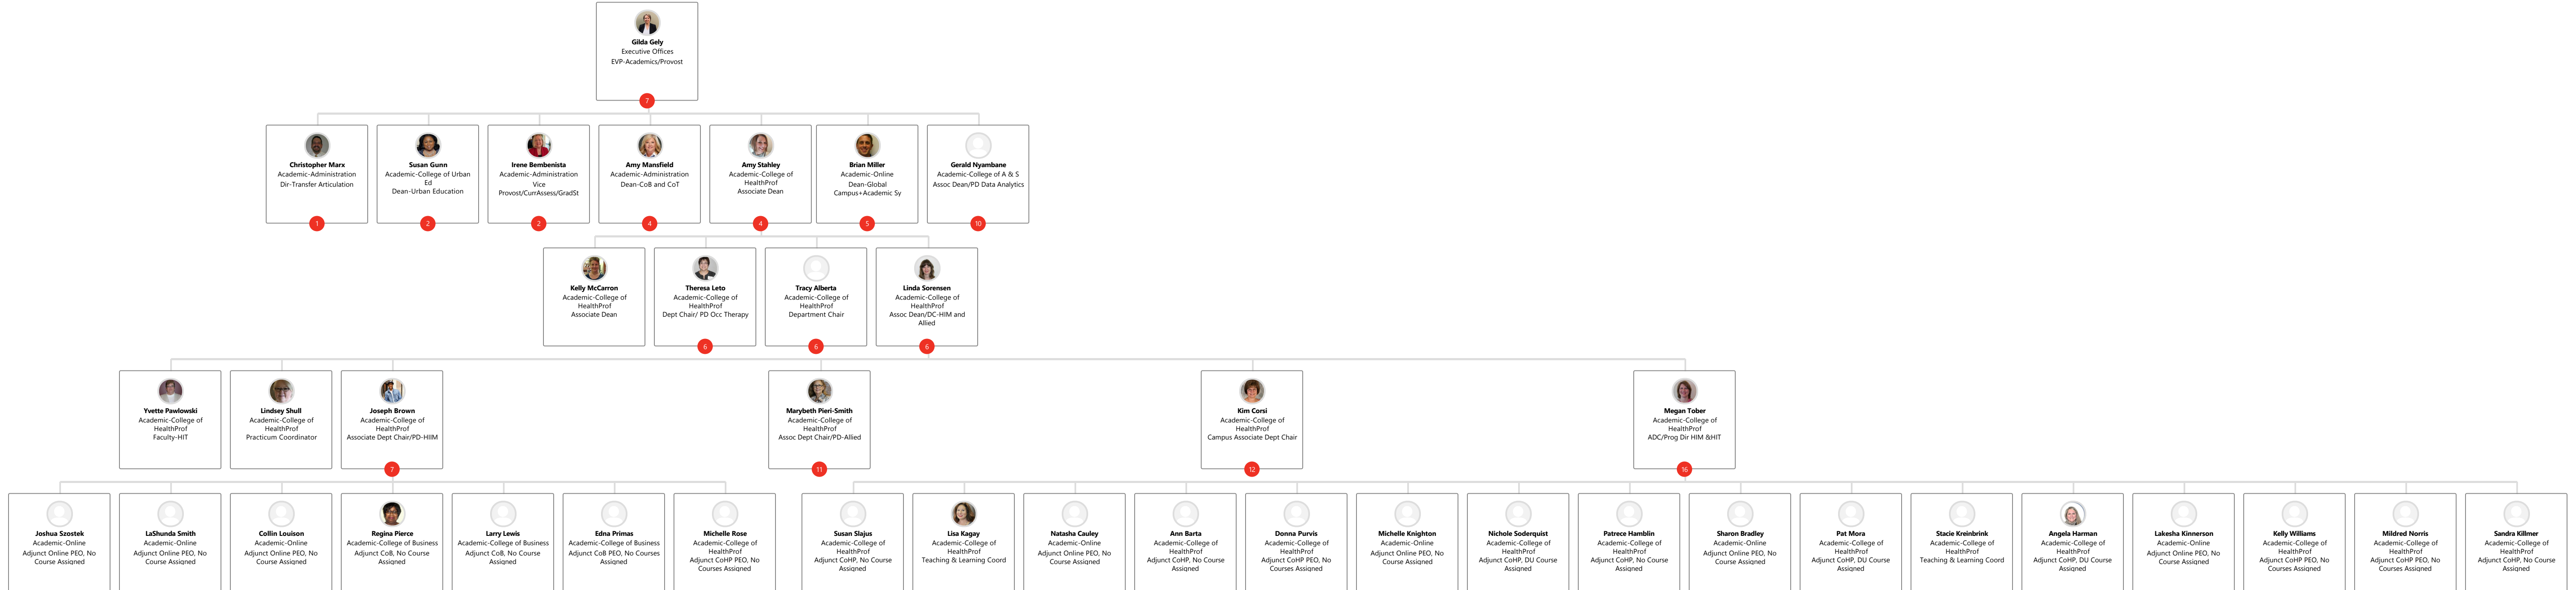 Gilda Gely
Executive Offices
EVP-Academics/Provost
7
Christopher Marx
Academic-Administration
Dir-Transfer Articulation
1
Susan Gunn
Academic-College of Urban
Ed
Dean-Urban Education
2
Irene Bembenista
Academic-Administration
Vice
Provost/CurrAssess/GradSt
2
Amy Mansfield
Academic-Administration
Dean-CoB and CoT
4
Amy Stahley
Academic-College of
HealthProf
Associate Dean
4
Brian Miller
Academic-Online
Dean-Global
Campus+Academic Sy
5
Gerald Nyambane
Academic-College of A & S
Assoc Dean/PD Data Analytics
10
Kelly McCarron
Academic-College of
HealthProf
Associate Dean
Theresa Leto
Academic-College of
HealthProf
Dept Chair/ PD Occ Therapy
6
Tracy Alberta
Academic-College of
HealthProf
Department Chair
6
Linda Sorensen
Academic-College of
HealthProf
Assoc Dean/DC-HIM and
Allied
6
Yvette Pawlowski
Academic-College of
HealthProf
Faculty-HIT
Lindsey Shull
Academic-College of
HealthProf
Practicum Coordinator
Joseph Brown
Academic-College of
HealthProf
Associate Dept Chair/PD-HIIM
7
Marybeth Pieri-Smith
Academic-College of
HealthProf
Assoc Dept Chair/PD-Allied
11
Kim Corsi
Academic-College of
HealthProf
Campus Associate Dept Chair
12
Megan Tober
Academic-College of
HealthProf
ADC/Prog Dir HIM &HIT
16
Joshua Szostek
Academic-Online
Adjunct Online PEO, No
Course Assigned
LaShunda Smith
Academic-Online
Adjunct Online PEO, No
Course Assigned
Collin Louison
Academic-Online
Adjunct Online PEO, No
Course Assigned
Regina Pierce
Academic-College of Business
Adjunct CoB, No Course
Assigned
Larry Lewis
Academic-College of Business
Adjunct CoB, No Course
Assigned
Edna Primas
Academic-College of Business
Adjunct CoB PEO, No Courses
Assigned
Michelle Rose
Academic-College of
HealthProf
Adjunct CoHP PEO, No
Courses Assigned
Susan Slajus
Academic-College of
HealthProf
Adjunct CoHP, No Course
Assigned
Lisa Kagay
Academic-College of
HealthProf
Teaching & Learning Coord
Natasha Cauley
Academic-Online
Adjunct Online PEO, No
Course Assigned
Ann Barta
Academic-College of
HealthProf
Adjunct CoHP, No Course
Assigned
Donna Purvis
Academic-College of
HealthProf
Adjunct CoHP PEO, No
Courses Assigned
Michelle Knighton
Academic-Online
Adjunct Online PEO, No
Course Assigned
Nichole Soderquist
Academic-College of
HealthProf
Adjunct CoHP, DU Course
Assigned
Patrece Hamblin
Academic-College of
HealthProf
Adjunct CoHP, No Course
Assigned
Sharon Bradley
Academic-Online
Adjunct Online PEO, No
Course Assigned
Pat Mora
Academic-College of
HealthProf
Adjunct CoHP, DU Course
Assigned
Stacie Kreinbrink
Academic-College of
HealthProf
Teaching & Learning Coord
Angela Harman
Academic-College of
HealthProf
Adjunct CoHP, DU Course
Assigned
Lakesha Kinnerson
Academic-Online
Adjunct Online PEO, No
Course Assigned
Kelly Williams
Academic-College of
HealthProf
Adjunct CoHP PEO, No
Courses Assigned
Mildred Norris
Academic-College of
HealthProf
Adjunct CoHP PEO, No
Courses Assigned
Sandra Killmer
Academic-College of
HealthProf
Adjunct CoHP, No Course
Assigned